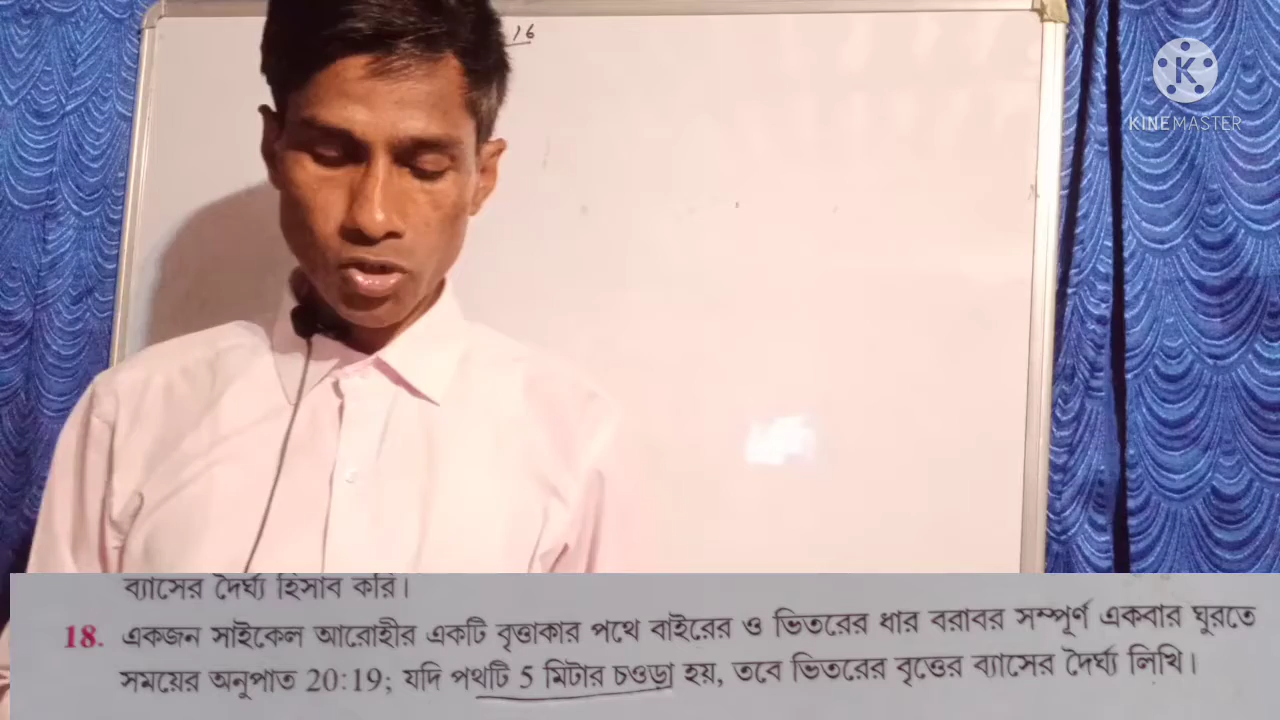 16
K
KINEMASTER
ব্যাসের দৈর্ঘ্য হিসাব করি।
18. একজন সাইকেল আরোহীর একটি বৃত্তাকার পথে বাইরের ও ভিতরের ধার বরাবর সম্পূর্ণ একবার ঘুরতে
সময়ের অনুপাত 20:19; যদি পথটি 5 মিটার চওড়া হয়, তবে ভিতরের বৃত্তের ব্যাসের দৈর্ঘ্য লিখি।